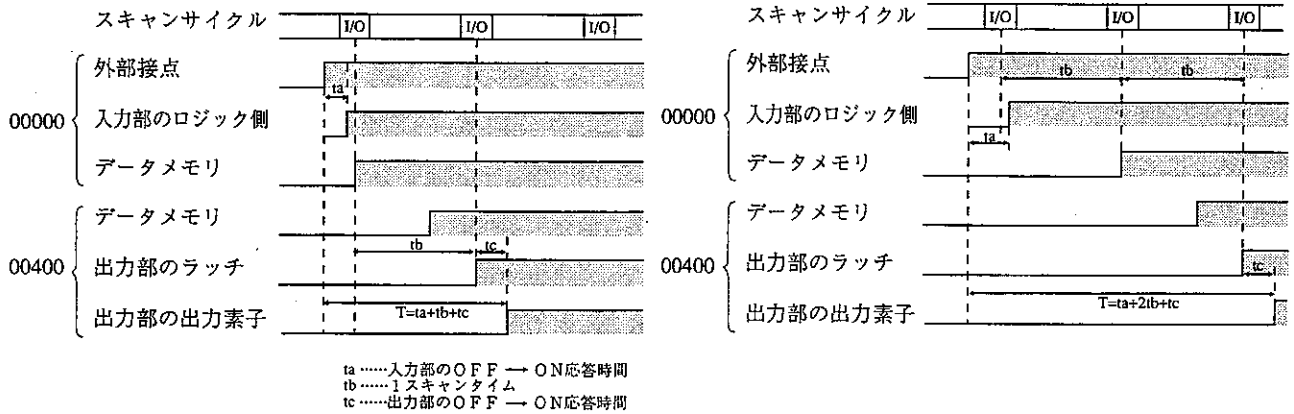 スキャンサイクル
I/O
I/O
I/O
外部接点
ta
00000
入力部のロジック側
データメモリ
データメモリ
tb
tc
00400
出力部のラッチ
T=ta+tb+tc
出力部の出力素子
ta ……入力部のOFF → ON応答時間
tb ……1スキャンタイム
tc ……出力部のOFF → ON応答時間
スキャンサイクル
I/O
I/O
I/O
外部接点
tb
tb
00000
入力部のロジック側
ta
データメモリ
データメモリ
00400
出力部のラッチ
tc
T=ta+2tb+tc
出力部の出力素子